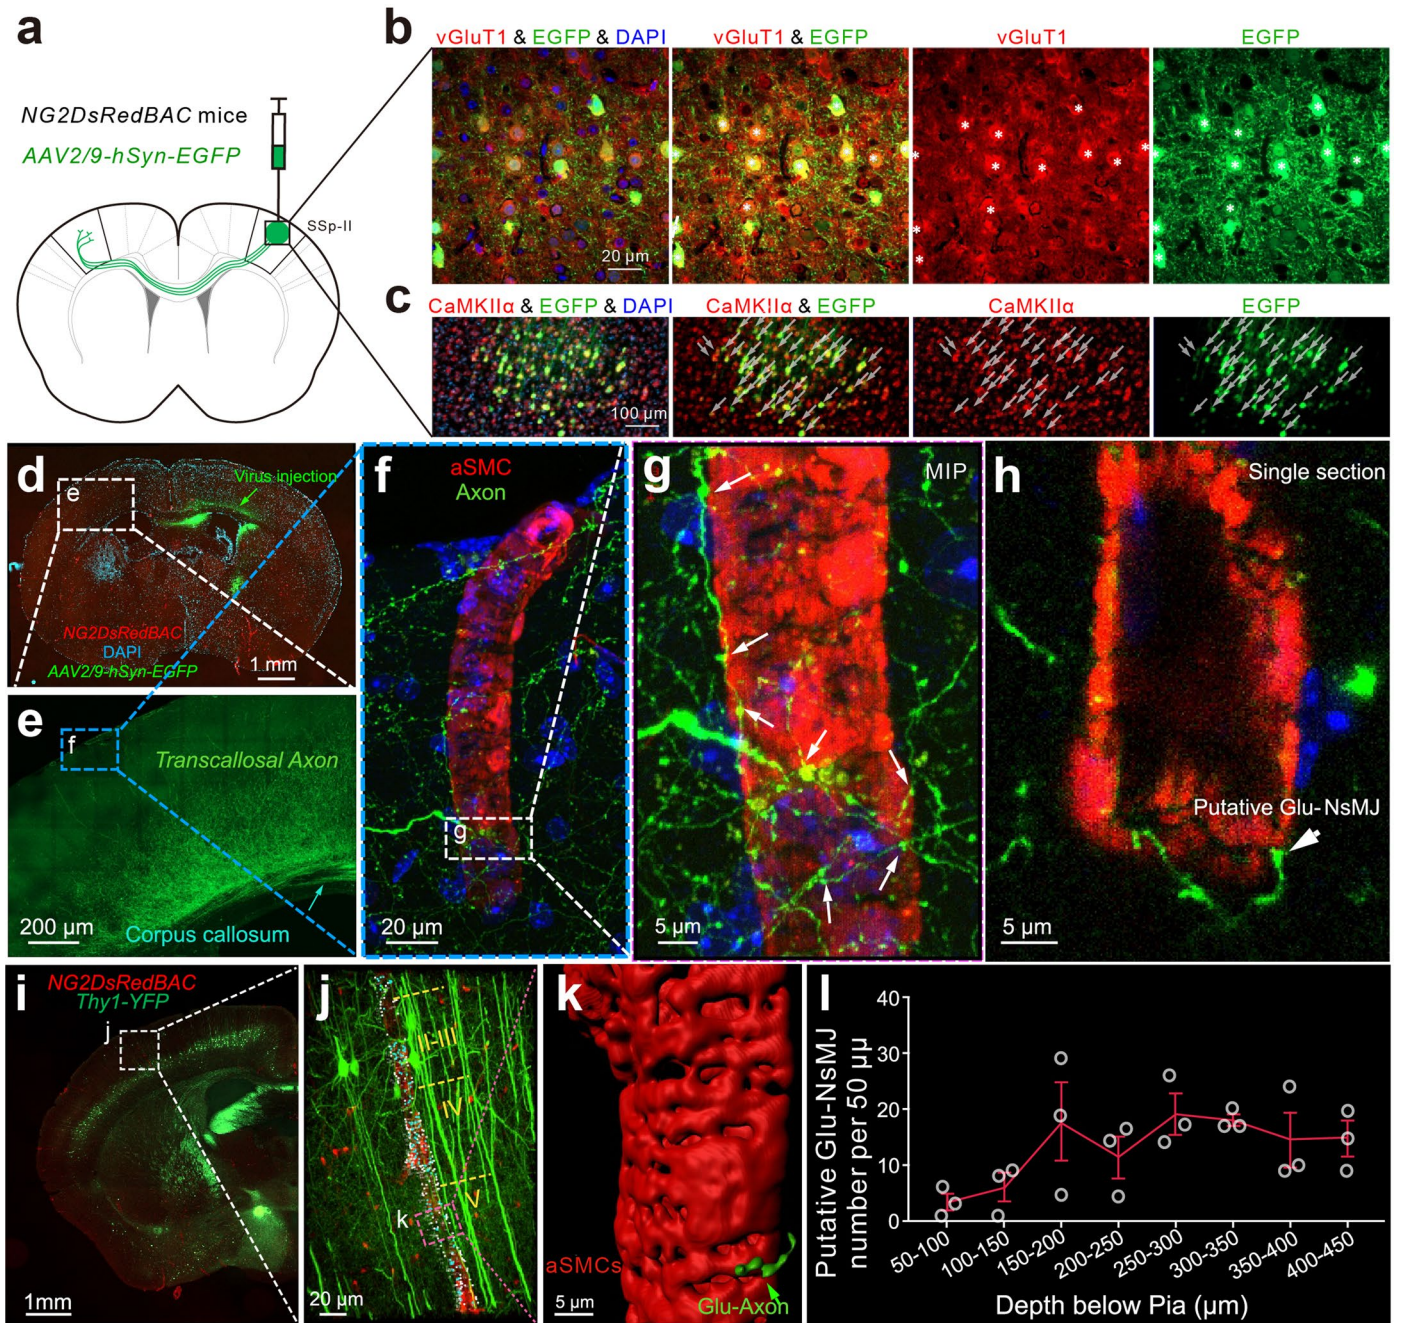 a
NG2DsRedBAC mice
AAV2/9-hSyn-EGFP
SSp-II
b
vGluT1 & EGFP & DAPI
vGluT1 & EGFP
vGluT1
EGFP
20 µm
c
CaMKIIα & EGFP & DAPI
CaMKIIα & EGFP
CaMKIIα
EGFP
100 µm
d
e
Virus injection
NG2DsRedBAC
DAPI
AAV2/9-hSyn-EGFP
1 mm
e
f
Transcallosal Axon
200 µm
Corpus callosum
f
aSMC
Axon
g
20 µm
g
MIP
5 µm
h
Single section
Putative Glu-NsMJ
5 µm
i
NG2DsRedBAC
Thy1-YFP
j
1mm
j
II-III
IV
V
k
20 µm
k
aSMCs
5 µm
Glu-Axon
l
Putative Glu-NsMJ
number per 50 µµ
40
30
20
10
0
50-100
100-150
150-200
200-250
250-300
300-350
350-400
400-450
Depth below Pia (µm)